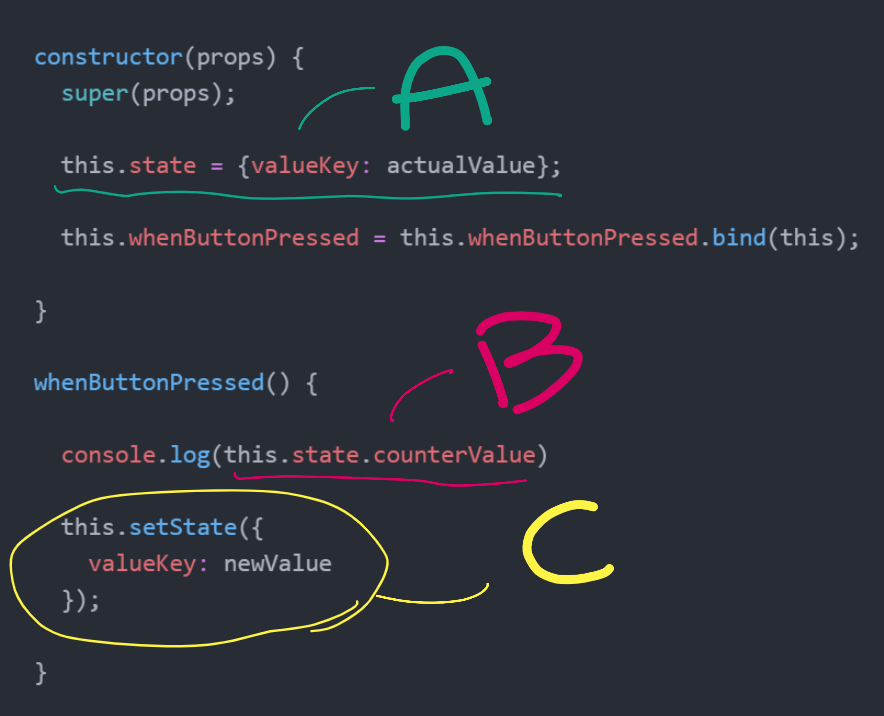 constructor(props) {
A
super(props);
this.state = {valueKey: actualValue};
this.whenButtonPressed = this.whenButtonPressed.bind(this);
}
B
whenButtonPressed() {
console.log(this.state.counterValue)
C
this.setState({
valueKey: newValue
});
}